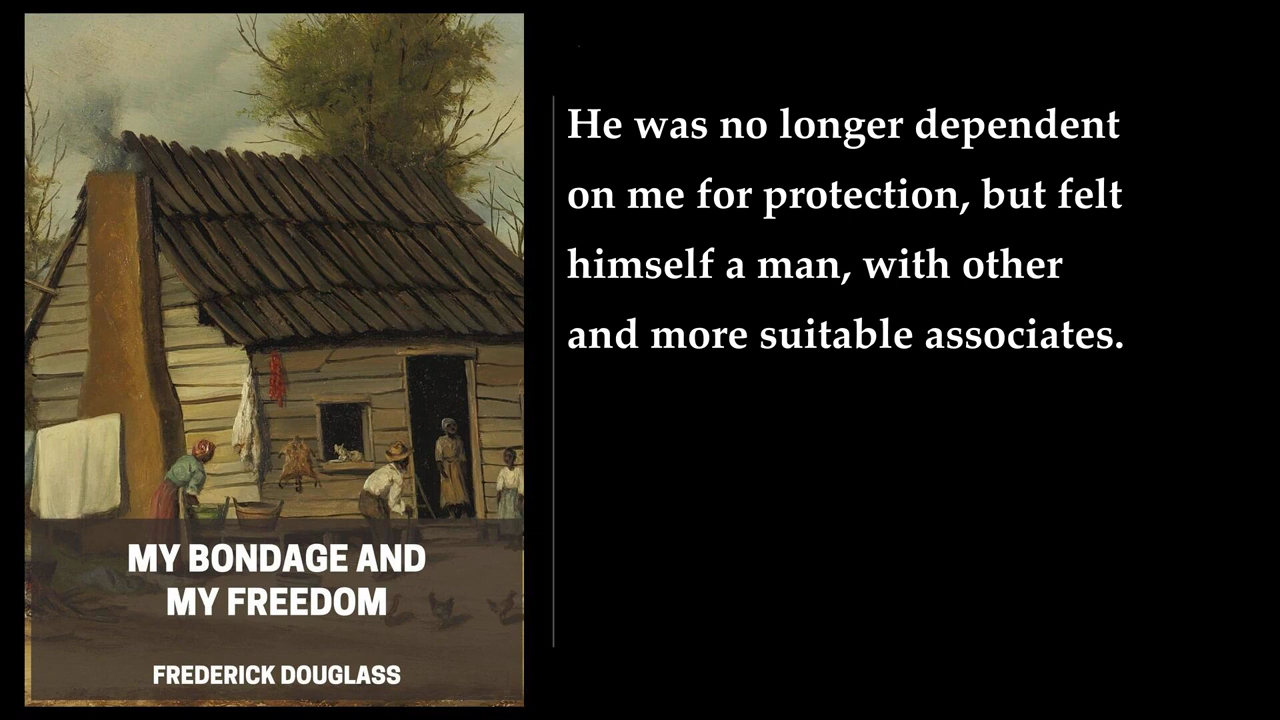 He was no longer dependent
on me for protection, but felt
himself a man, with other
and more suitable associates.
MY BONDAGE AND
MY FREEDOM
FREDERICK DOUGLASS